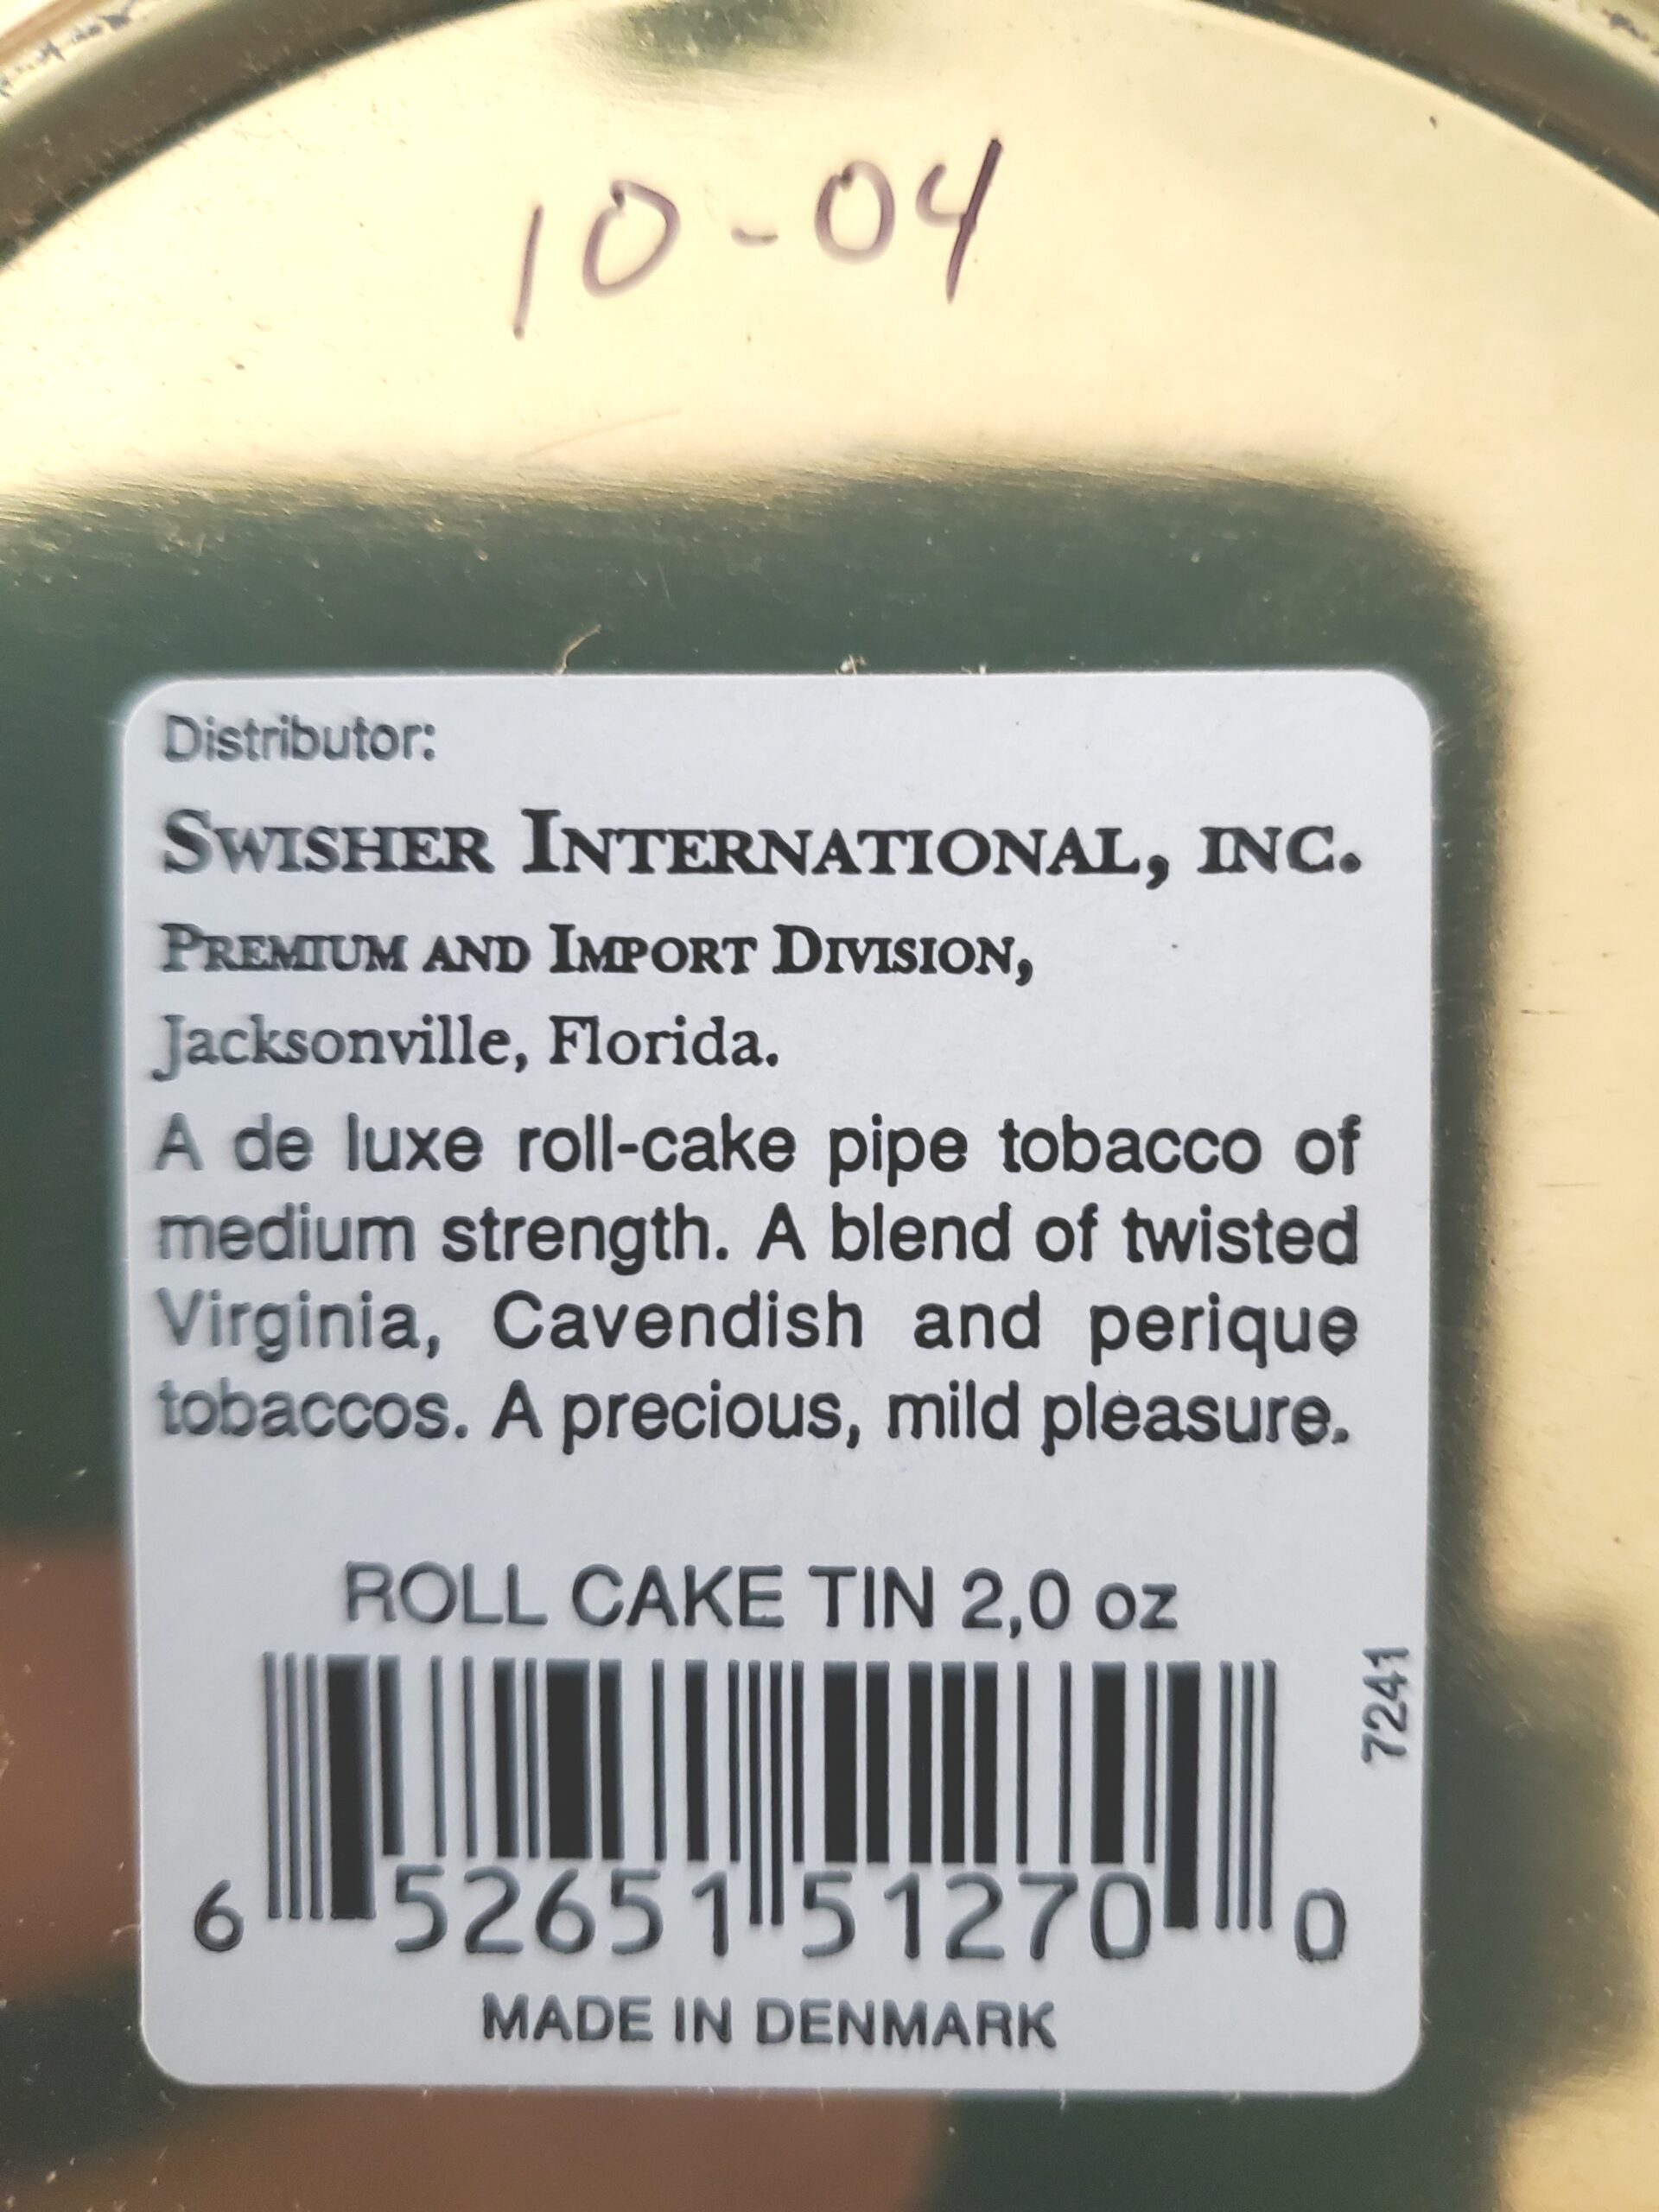 10-04
Distributor:
SWISHER INTERNATIONAL, INC.
PREMIUM AND IMPORT DIVISION,
Jacksonville, Florida.
A de luxe roll-cake pipe tobacco of
medium strength. A blend of twisted
Virginia, Cavendish and perique
tobaccos. A precious, mild pleasure.
ROLL CAKE TIN 2,0 oz
7241
6 52651 51270 0
MADE IN DENMARK